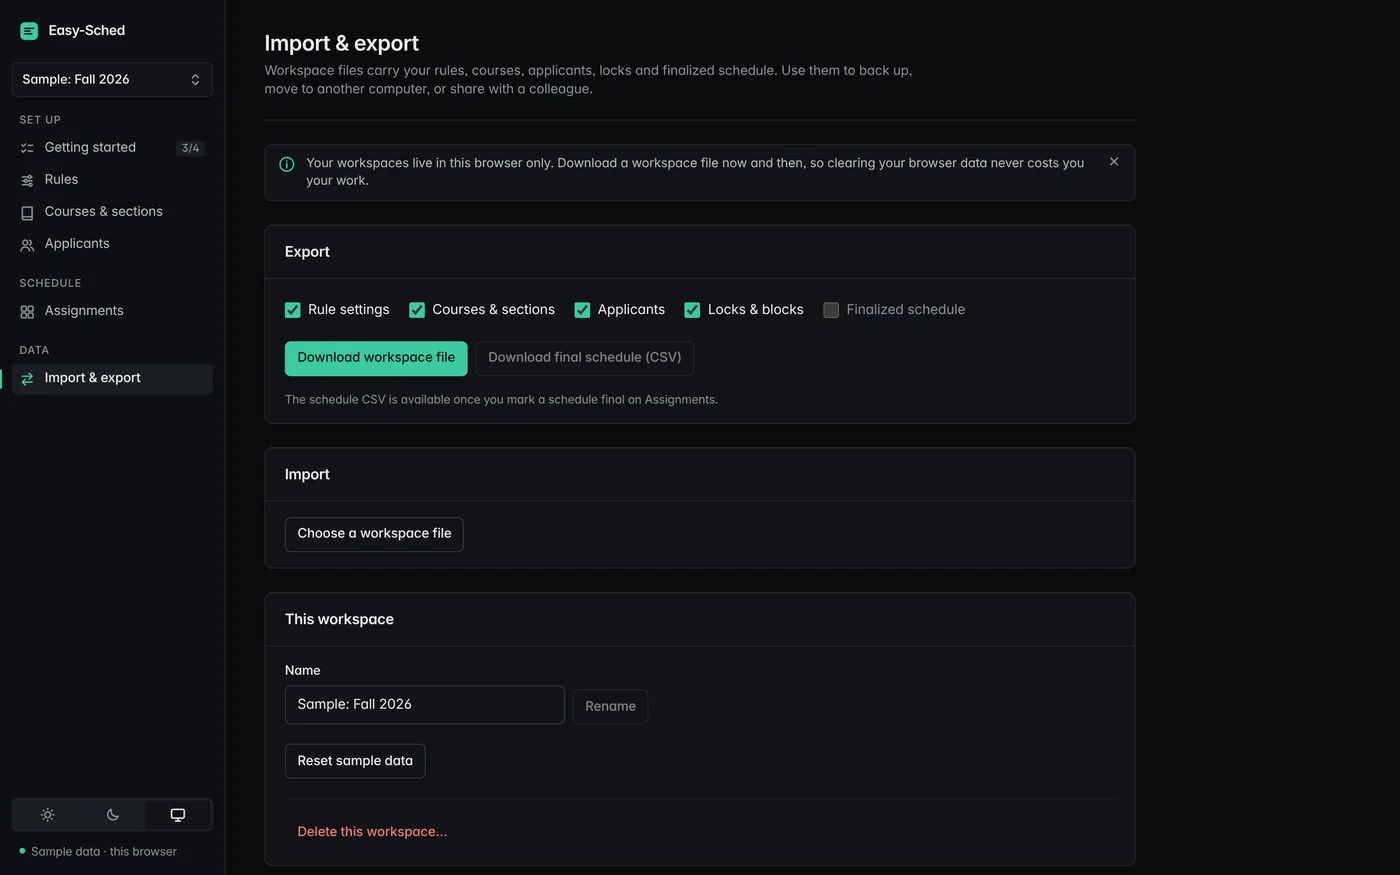 Easy-Sched
Sample: Fall 2026
SET UP
Getting started 3/4
Rules
Courses & sections
Applicants
SCHEDULE
Assignments
DATA
Import & export
Sample data · this browser
Import & export
Workspace files carry your rules, courses, applicants, locks and finalized schedule. Use them to back up,
move to another computer, or share with a colleague.
Your workspaces live in this browser only. Download a workspace file now and then, so clearing your browser data never costs you
your work.
Export
Rule settings Courses & sections Applicants Locks & blocks Finalized schedule
Download workspace file Download final schedule (CSV)
The schedule CSV is available once you mark a schedule final on Assignments.
Import
Choose a workspace file
This workspace
Name
Sample: Fall 2026 Rename
Reset sample data
Delete this workspace...